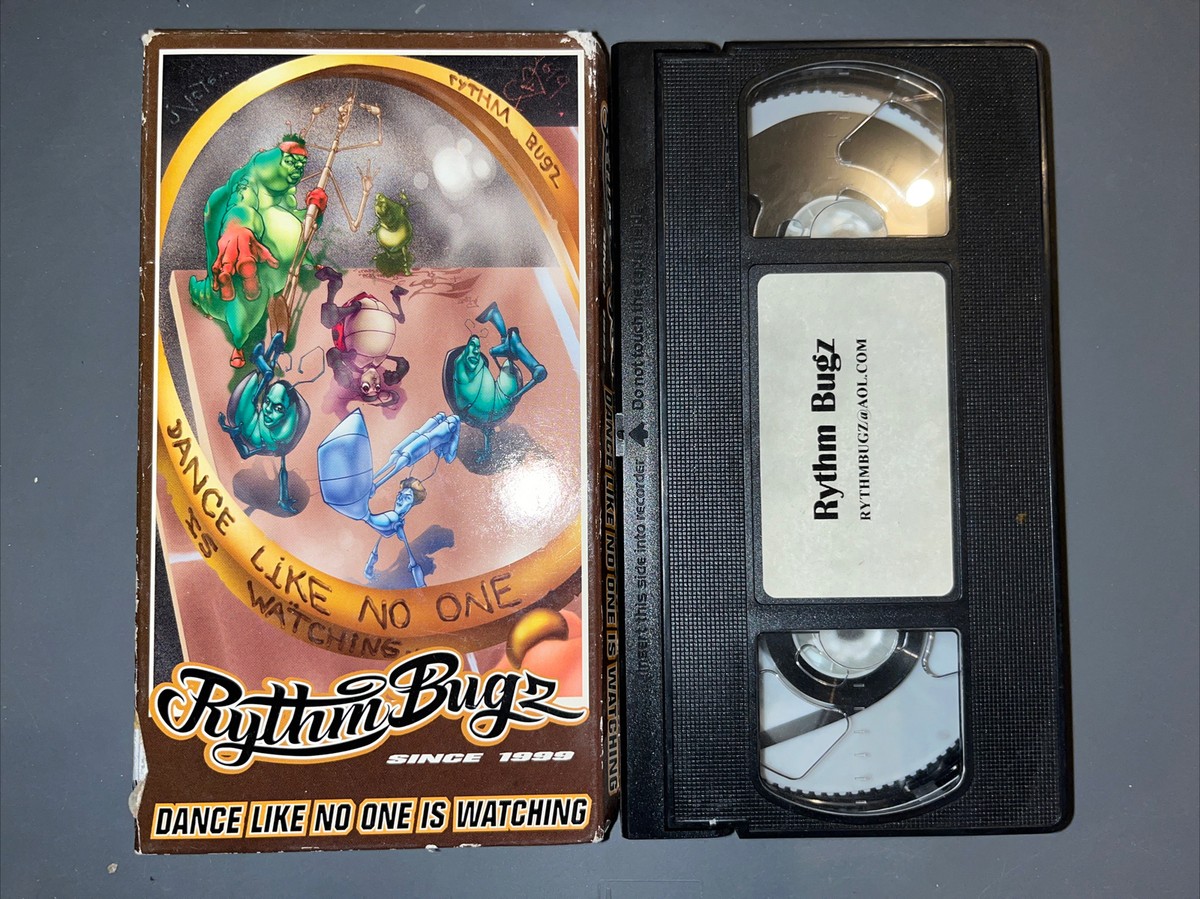 RYTHM BUGZ
DANCE LIKE NO ONE
IS WATCHING...
Rythm Bugz
SINCE 1999
DANCE LIKE NO ONE IS WATCHING
DANCE LIKE NO ONE IS WATCHING
Insert this side into recorder
Do not touch the tape inside
Rythm Bugz
RYTHMBUGZ@AOL.COM